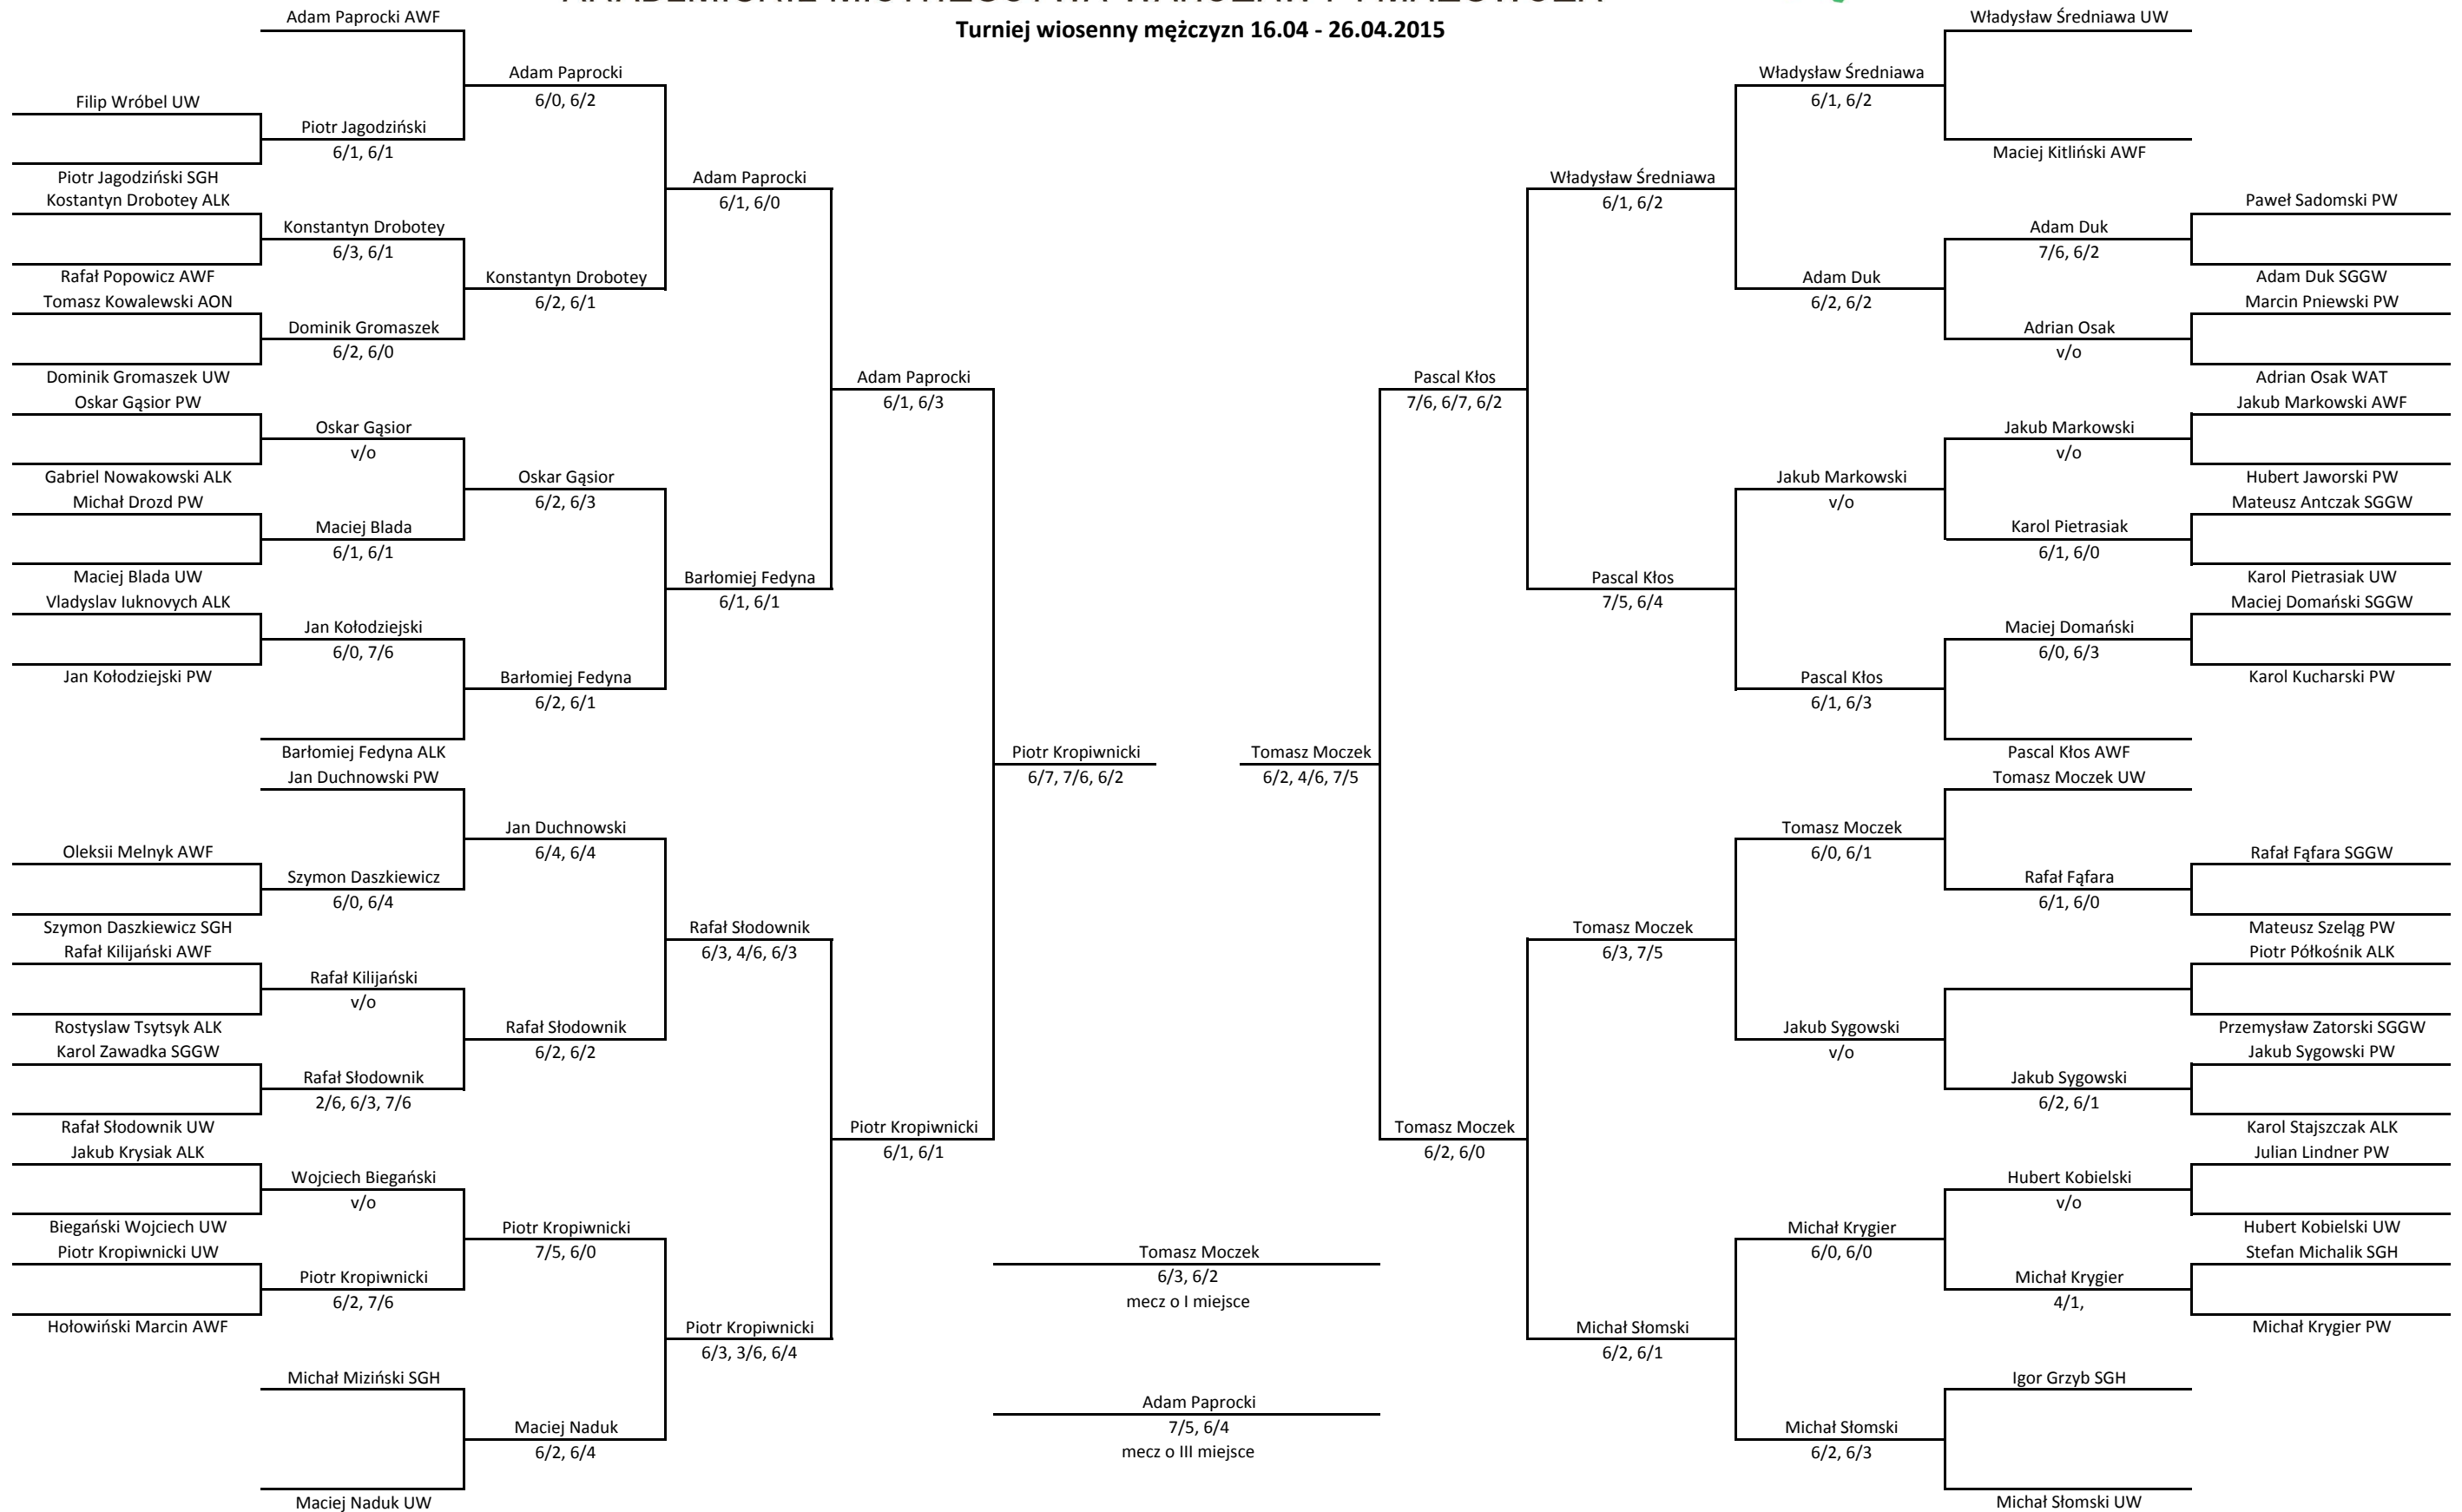 Turniej wiosenny mężczyzn 16.04 - 26.04.2015
Filip Wróbel UW
Piotr Jagodziński SGH
Kostantyn Drobotey ALK
Rafał Popowicz AWF
Tomasz Kowalewski AON
Dominik Gromaszek UW
Oskar Gąsior PW
Gabriel Nowakowski ALK
Michał Drozd PW
Maciej Blada UW
Vladyslav Iuknovych ALK
Jan Kołodziejski PW
Oleksii Melnyk AWF
Szymon Daszkiewicz SGH
Rafał Kilijański AWF
Rostyslaw Tsytsyk ALK
Karol Zawadka SGGW
Rafał Słodownik UW
Jakub Krysiak ALK
Biegański Wojciech UW
Piotr Kropiwnicki UW
Hołowiński Marcin AWF
Adam Paprocki AWF
Piotr Jagodziński
6/1, 6/1
Konstantyn Drobotey
6/3, 6/1
Dominik Gromaszek
6/2, 6/0
Oskar Gąsior
v/o
Maciej Blada
6/1, 6/1
Jan Kołodziejski
6/0, 7/6
Barłomiej Fedyna ALK
Jan Duchnowski PW
Szymon Daszkiewicz
6/0, 6/4
Rafał Kilijański
v/o
Rafał Słodownik
2/6, 6/3, 7/6
Wojciech Biegański
v/o
Piotr Kropiwnicki
6/2, 7/6
Michał Miziński SGH
Maciej Naduk UW
Adam Paprocki
6/0, 6/2
Konstantyn Drobotey
6/2, 6/1
Oskar Gąsior
6/2, 6/3
Barłomiej Fedyna
6/2, 6/1
Jan Duchnowski
6/4, 6/4
Rafał Słodownik
6/2, 6/2
Piotr Kropiwnicki
7/5, 6/0
Maciej Naduk
6/2, 6/4
Adam Paprocki
6/1, 6/0
Barłomiej Fedyna
6/1, 6/1
Rafał Słodownik
6/3, 4/6, 6/3
Piotr Kropiwnicki
6/3, 3/6, 6/4
Adam Paprocki
6/1, 6/3
Piotr Kropiwnicki
6/1, 6/1
Piotr Kropiwnicki
6/7, 7/6, 6/2
Tomasz Moczek
6/3, 6/2
mecz o I miejsce
Adam Paprocki
7/5, 6/4
mecz o III miejsce
Tomasz Moczek
6/2, 4/6, 7/5
Pascal Kłos
7/6, 6/7, 6/2
Tomasz Moczek
6/2, 6/0
Władysław Średniawa
6/1, 6/2
Pascal Kłos
7/5, 6/4
Tomasz Moczek
6/3, 7/5
Michał Słomski
6/2, 6/1
Władysław Średniawa
6/1, 6/2
Adam Duk
6/2, 6/2
Jakub Markowski
v/o
Pascal Kłos
6/1, 6/3
Tomasz Moczek
6/0, 6/1
Jakub Sygowski
v/o
Michał Krygier
6/0, 6/0
Michał Słomski
6/2, 6/3
Władysław Średniawa UW
Maciej Kitliński AWF
Adam Duk
7/6, 6/2
Adrian Osak
v/o
Jakub Markowski
v/o
Karol Pietrasiak
6/1, 6/0
Maciej Domański
6/0, 6/3
Pascal Kłos AWF
Tomasz Moczek UW
Rafał Fąfara
6/1, 6/0
Jakub Sygowski
6/2, 6/1
Hubert Kobielski
v/o
Michał Krygier
4/1,
Igor Grzyb SGH
Michał Słomski UW
Paweł Sadomski PW
Adam Duk SGGW
Marcin Pniewski PW
Adrian Osak WAT
Jakub Markowski AWF
Hubert Jaworski PW
Mateusz Antczak SGGW
Karol Pietrasiak UW
Maciej Domański SGGW
Karol Kucharski PW
Rafał Fąfara SGGW
Mateusz Szeląg PW
Piotr Półkośnik ALK
Przemysław Zatorski SGGW
Jakub Sygowski PW
Karol Stajszczak ALK
Julian Lindner PW
Hubert Kobielski UW
Stefan Michalik SGH
Michał Krygier PW